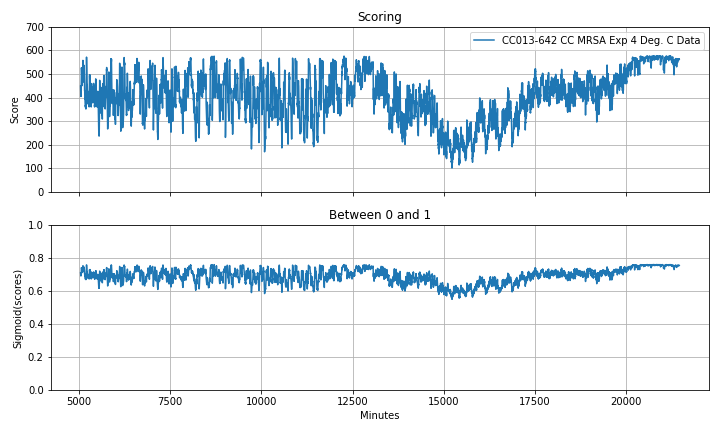 Scoring
700
600
500
400
300
200
100
0
Score
CC013-642 CC MRSA Exp 4 Deg. C Data
Between 0 and 1
1.0
0.8
0.6
0.4
0.2
0.0
Sigmoid(scores)
5000 7500 10000 12500 15000 17500 20000
Minutes